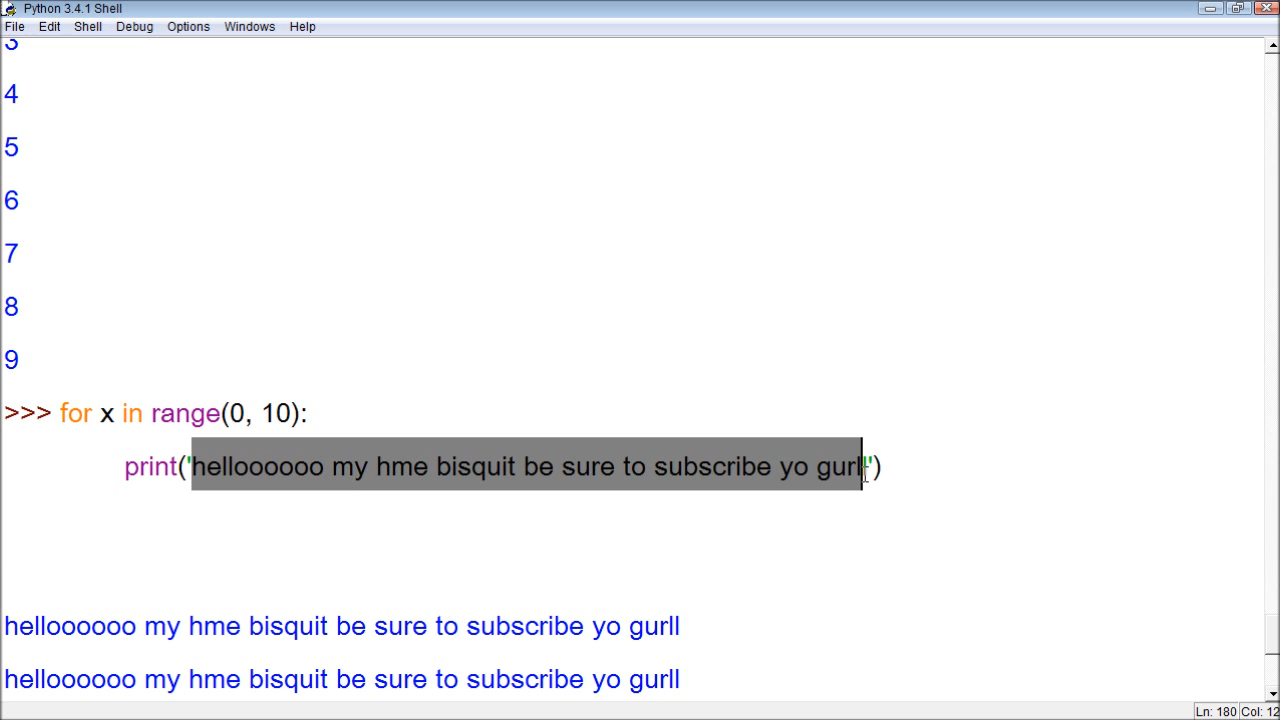 Python 3.4.1 Shell
File Edit Shell Debug Options Windows Help
3
4
5
6
7
8
9
>>> for x in range(0, 10):
print('helloooooo my hme bisquit be sure to subscribe yo gurll')
helloooooo my hme bisquit be sure to subscribe yo gurll
helloooooo my hme bisquit be sure to subscribe yo gurll
Ln: 180 Col: 12